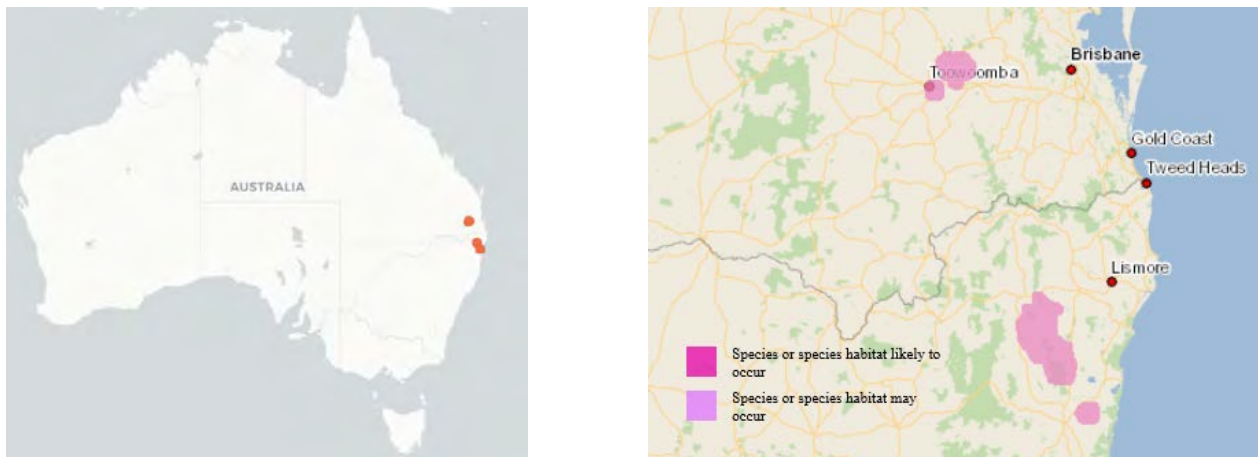 AUSTRALIA
Brisbane
Toowoomba
Gold Coast
Tweed Heads
Lismore
Species or species habitat likely to
occur
Species or species habitat may
occur